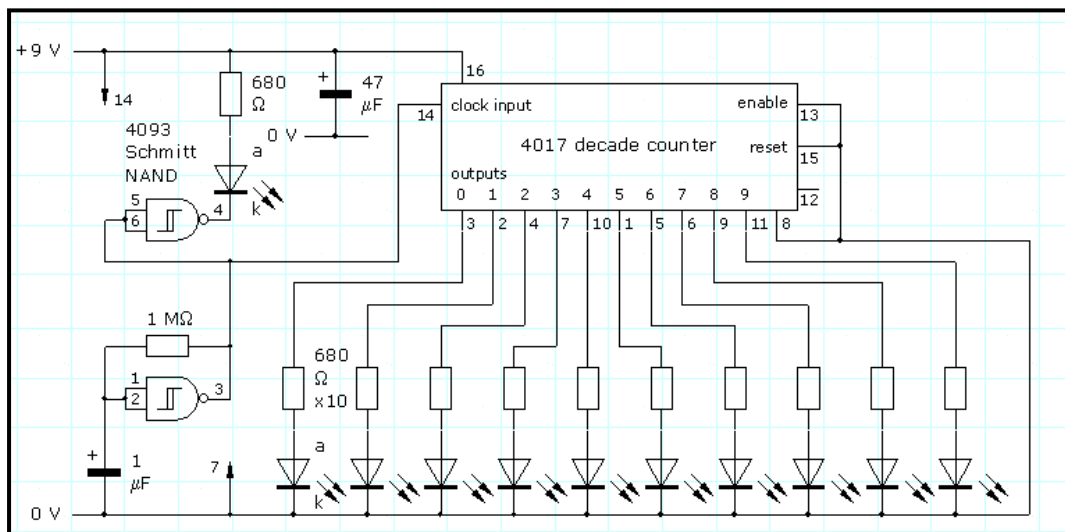 +9 V
680
Ω
47
μF
+
16
14
clock input
enable
13
14
0 V
4093
Schmitt
NAND
a
4017 decade counter
reset
15
outputs
12
0 1 2 3 4 5 6 7 8 9
5
6
4
k
3 2 4 7 10 1 5 6 9 11 8
1 MΩ
680
Ω
x10
1
2
3
+
1
μF
7
a
k
0 V